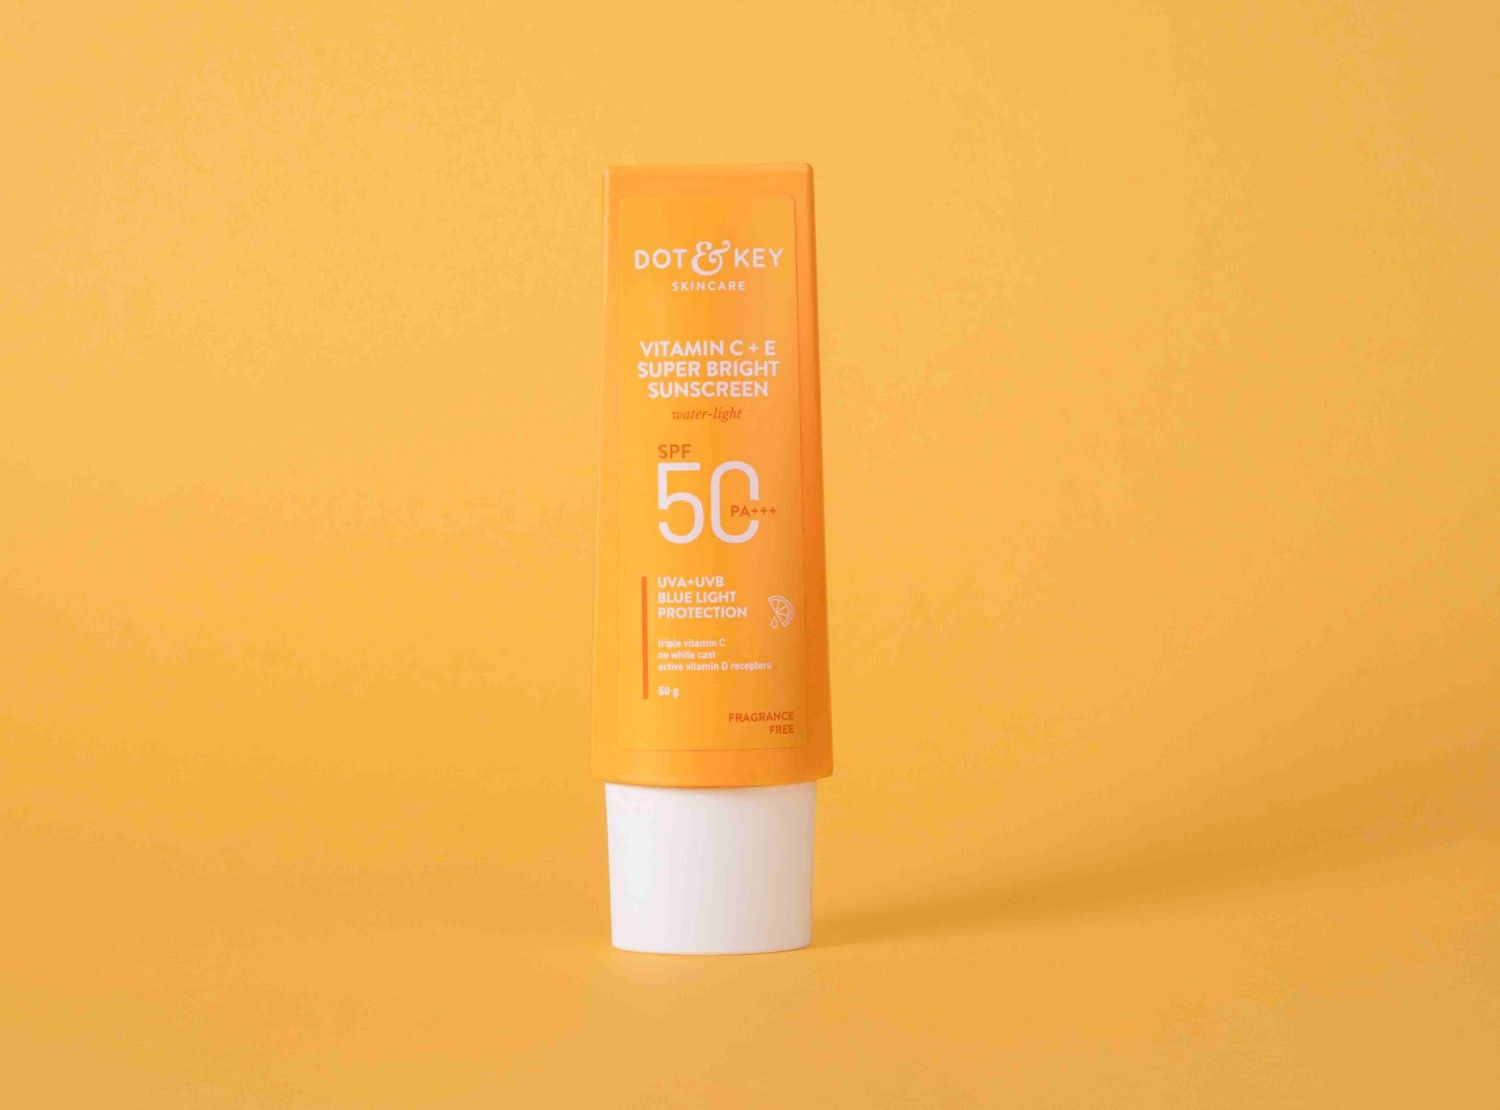 DOT & KEY
SKINCARE
VITAMIN C + E
SUPER BRIGHT
SUNSCREEN
water-light
SPF
50
PA+++
UVA+UVB
BLUE LIGHT
PROTECTION
triple vitamin C
no white cast
active vitamin D receptors
50 g
FRAGRANCE
FREE